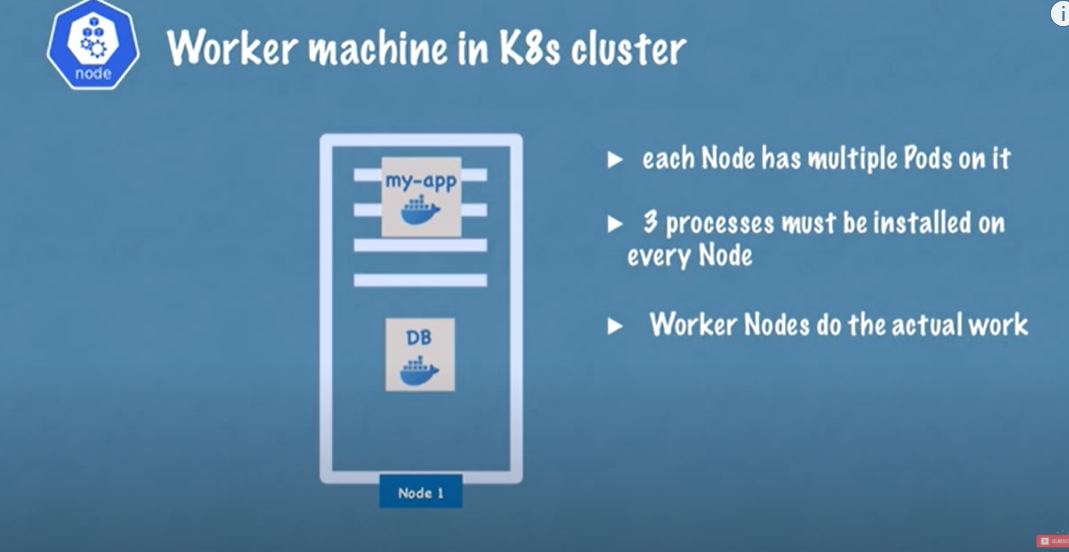 node
Worker machine in K8s cluster
my-app
DB
Node 1
each Node has multiple Pods on it
3 processes must be installed on
every Node
Worker Nodes do the actual work